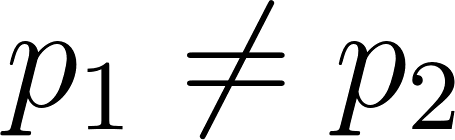 p₁ ≠ p₂